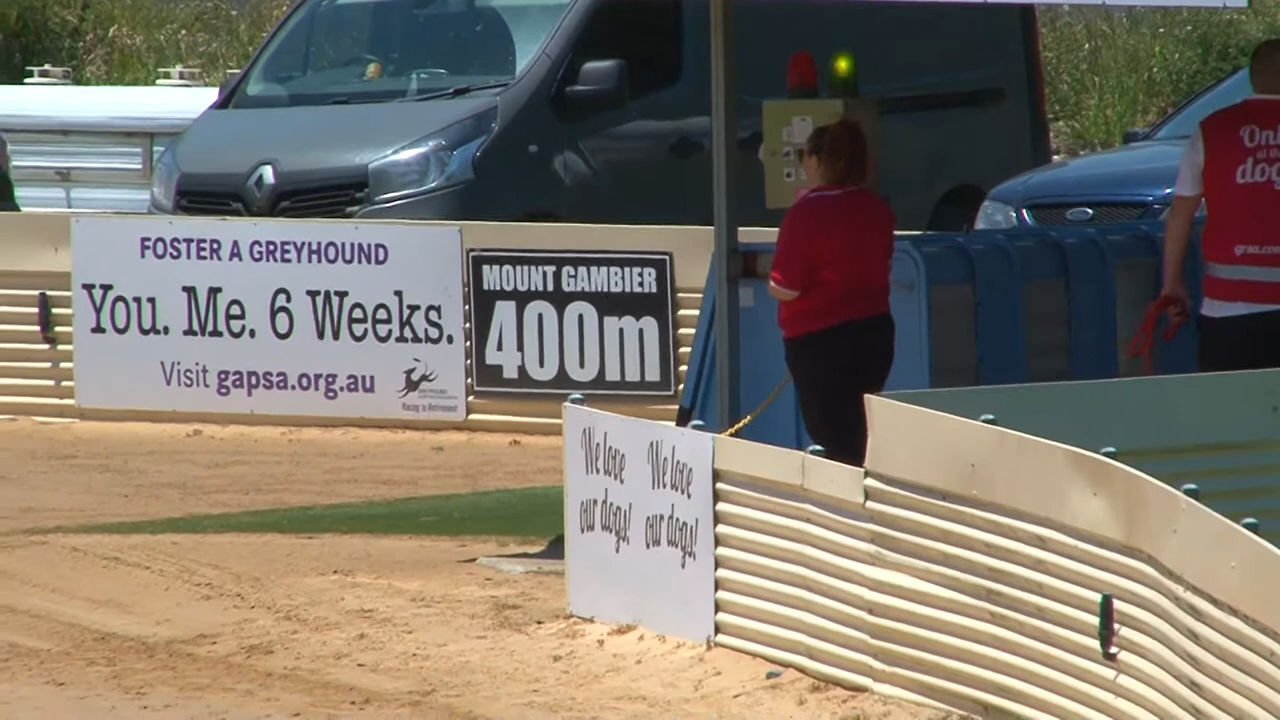 FOSTER A GREYHOUND
You. Me. 6 Weeks.
Visit gapsa.org.au
Racing to Retirement
MOUNT GAMBIER
400m
We love
our dogs!
We love
our dogs!
dog